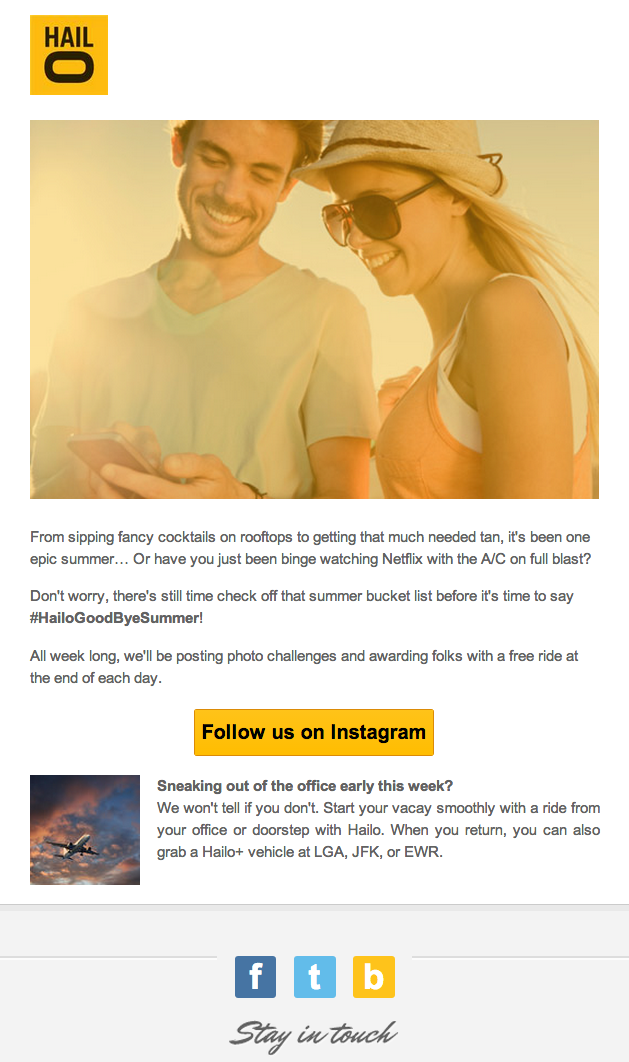 HAIL
O
From sipping fancy cocktails on rooftops to getting that much needed tan, it's been one
epic summer… Or have you just been binge watching Netflix with the A/C on full blast?
Don't worry, there's still time check off that summer bucket list before it's time to say
#HailoGoodByeSummer!
All week long, we'll be posting photo challenges and awarding folks with a free ride at
the end of each day.
Follow us on Instagram
Sneaking out of the office early this week?
We won't tell if you don't. Start your vacay smoothly with a ride from
your office or doorstep with Hailo. When you return, you can also
grab a Hailo+ vehicle at LGA, JFK, or EWR.
f t b
Stay in touch